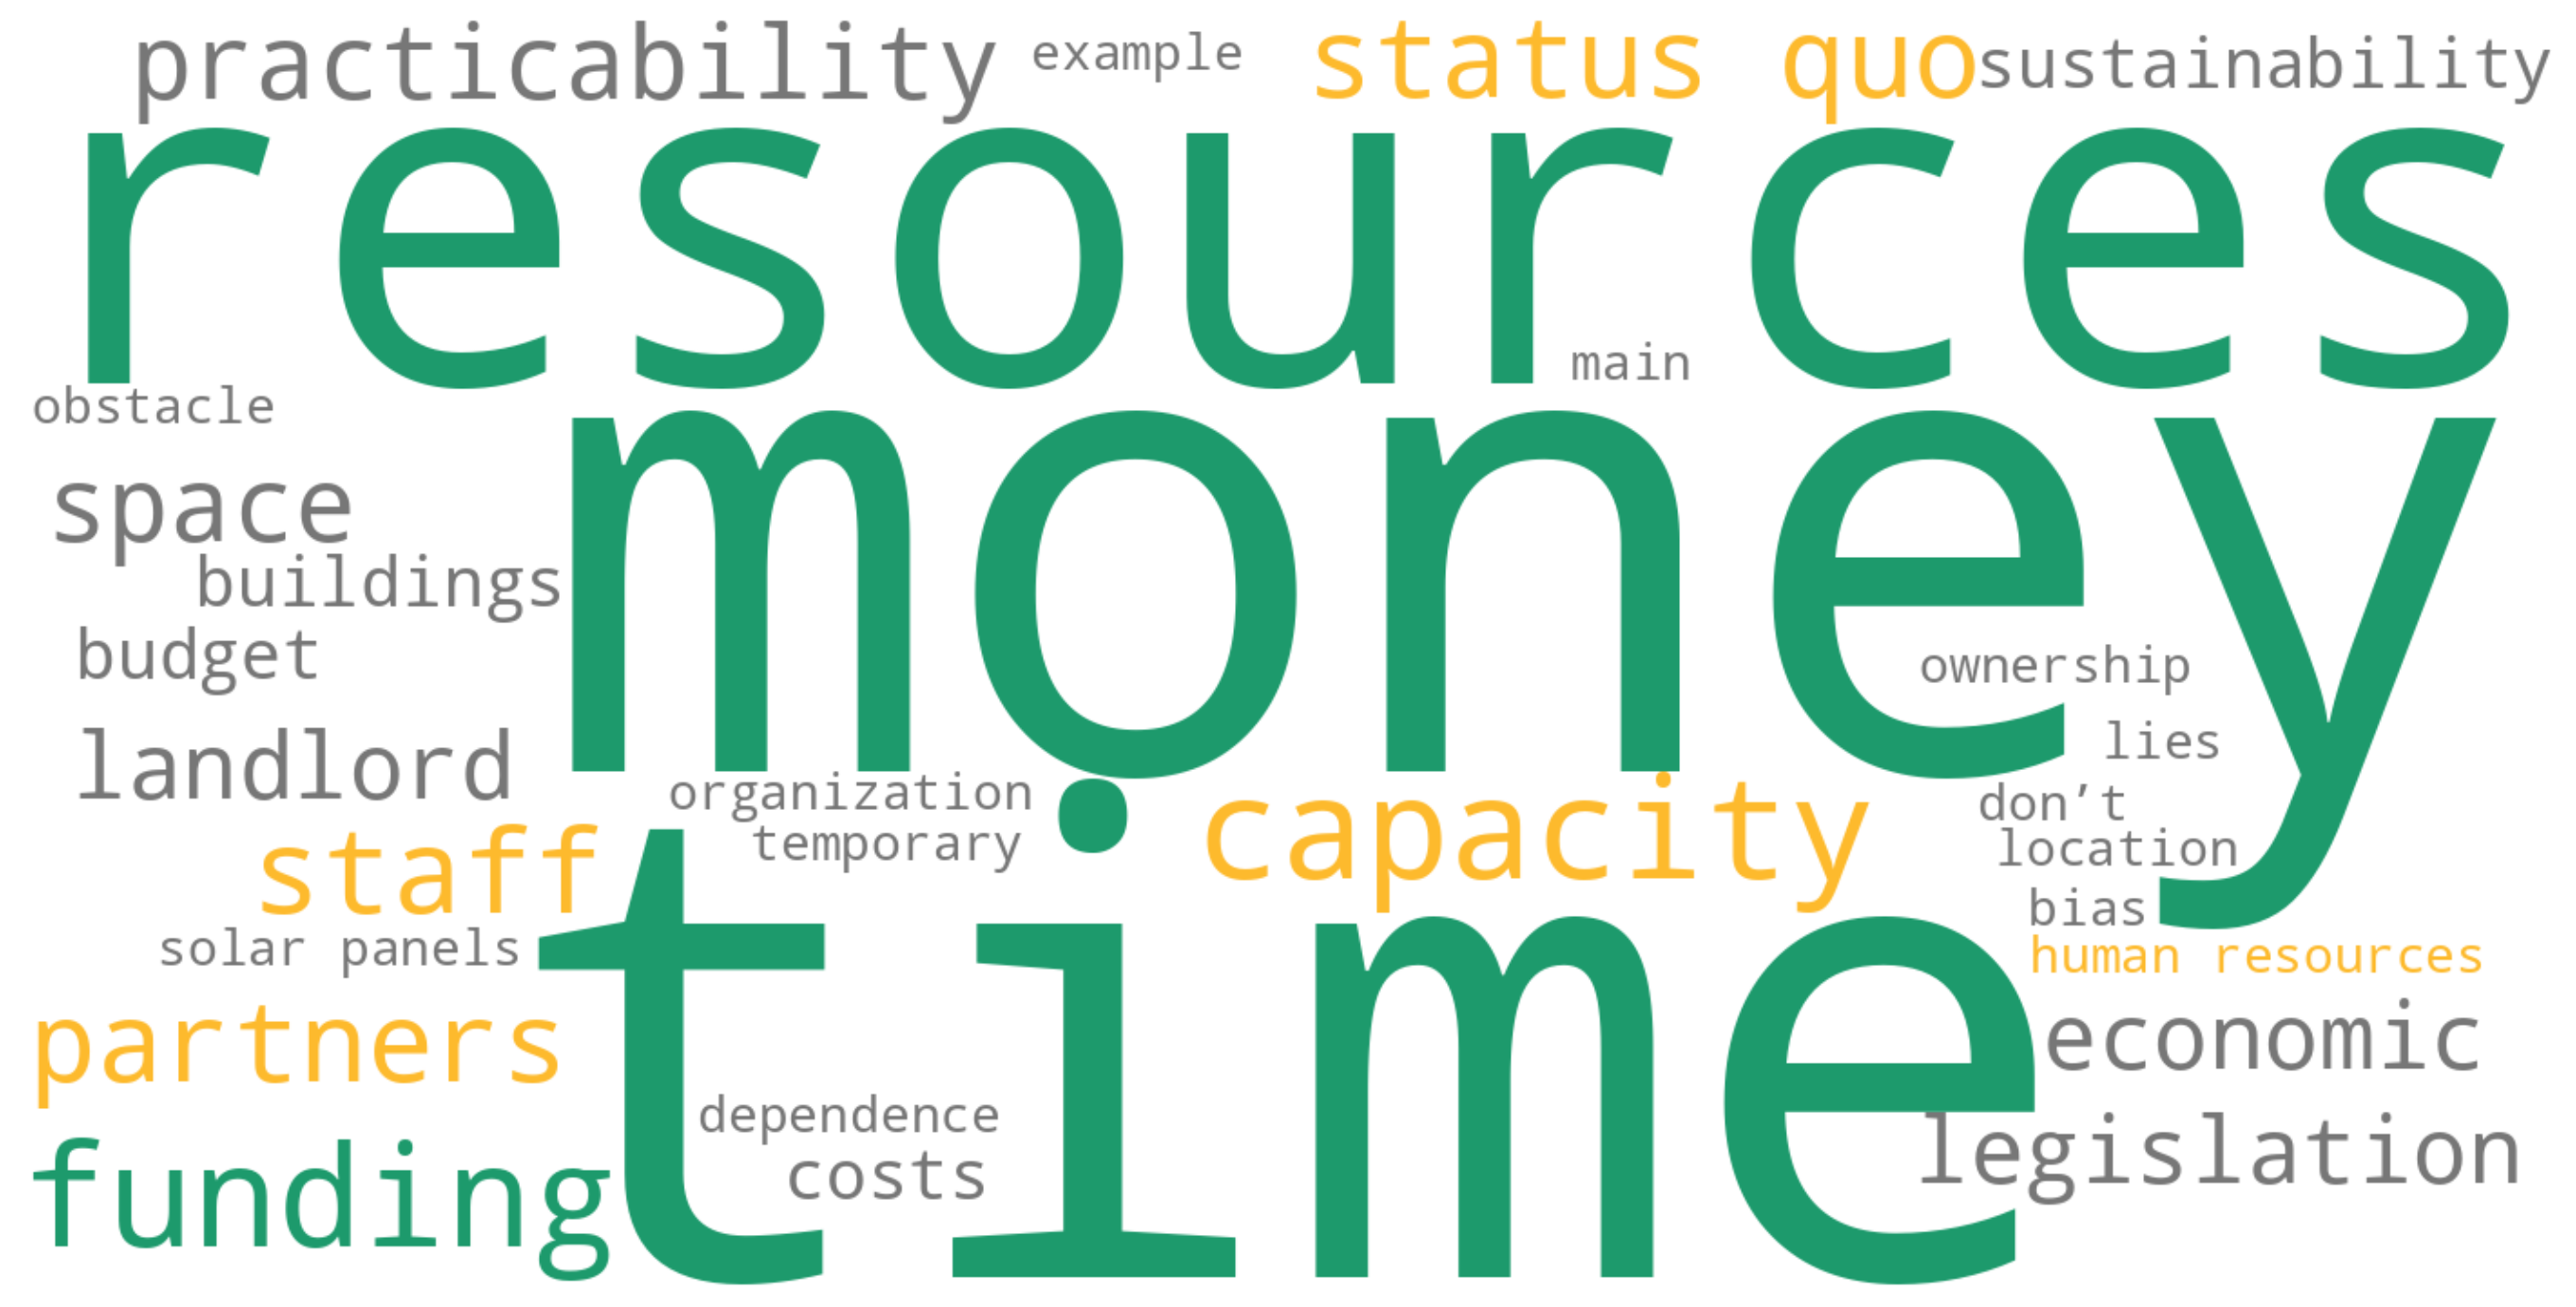 practicability example status quo sustainability
resources
main
obstacle
money
space
buildings
budget
ownership
landlord
lies
organization
capacity
don’t
temporary
location
staff
bias
solar panels
human resources
time
partners
economic
dependence
legislation
funding
costs